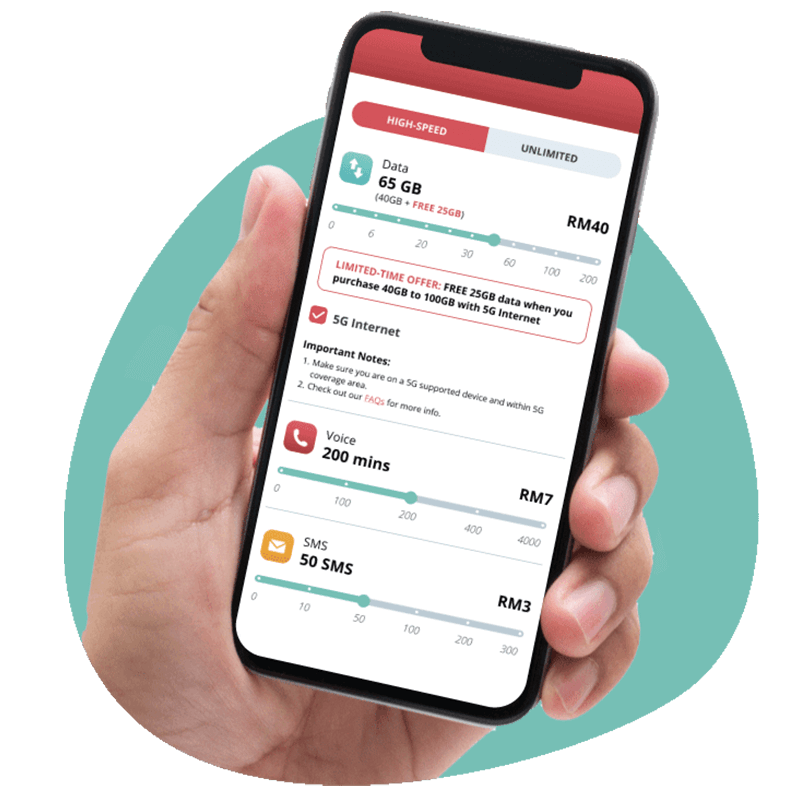 HIGH-SPEED
UNLIMITED
Data
65 GB
(40GB + FREE 25GB)
RM40
0 6 20 30 60 100 200
LIMITED-TIME OFFER: FREE 25GB data when you
purchase 40GB to 100GB with 5G Internet
5G Internet
Important Notes:
1. Make sure you are on a 5G supported device and within 5G
coverage area.
2. Check out our FAQs for more info.
Voice
200 mins
RM7
0 100 200 400 4000
SMS
50 SMS
RM3
0 10 50 100 200 300